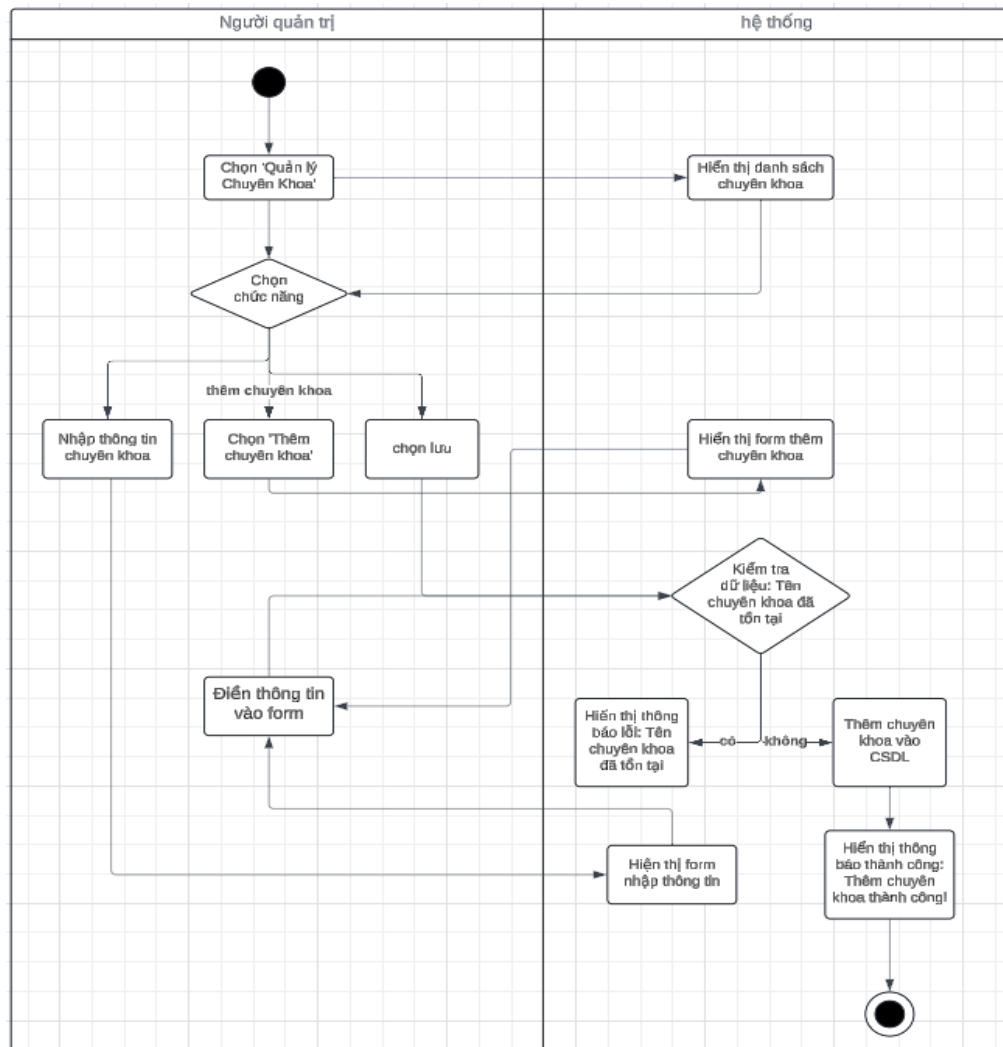 Người quản trị
hệ thống
Chọn 'Quản lý
Chuyên Khoa'
Hiển thị danh sách
chuyên khoa
Chọn
chức năng
thêm chuyên khoa
Nhập thông tin
chuyên khoa
Chọn 'Thêm
chuyên khoa'
chọn lưu
Hiển thị form thêm
chuyên khoa
Kiểm tra
dữ liệu: Tên
chuyên khoa đã
tồn tại
Điền thông tin
vào form
Hiển thị thông
báo lỗi: Tên
chuyên khoa
đã tồn tại
có
không
Thêm chuyên
khoa vào
CSDL
Hiện thị form
nhập thông tin
Hiển thị thông
báo thành công:
Thêm chuyên
khoa thành công!